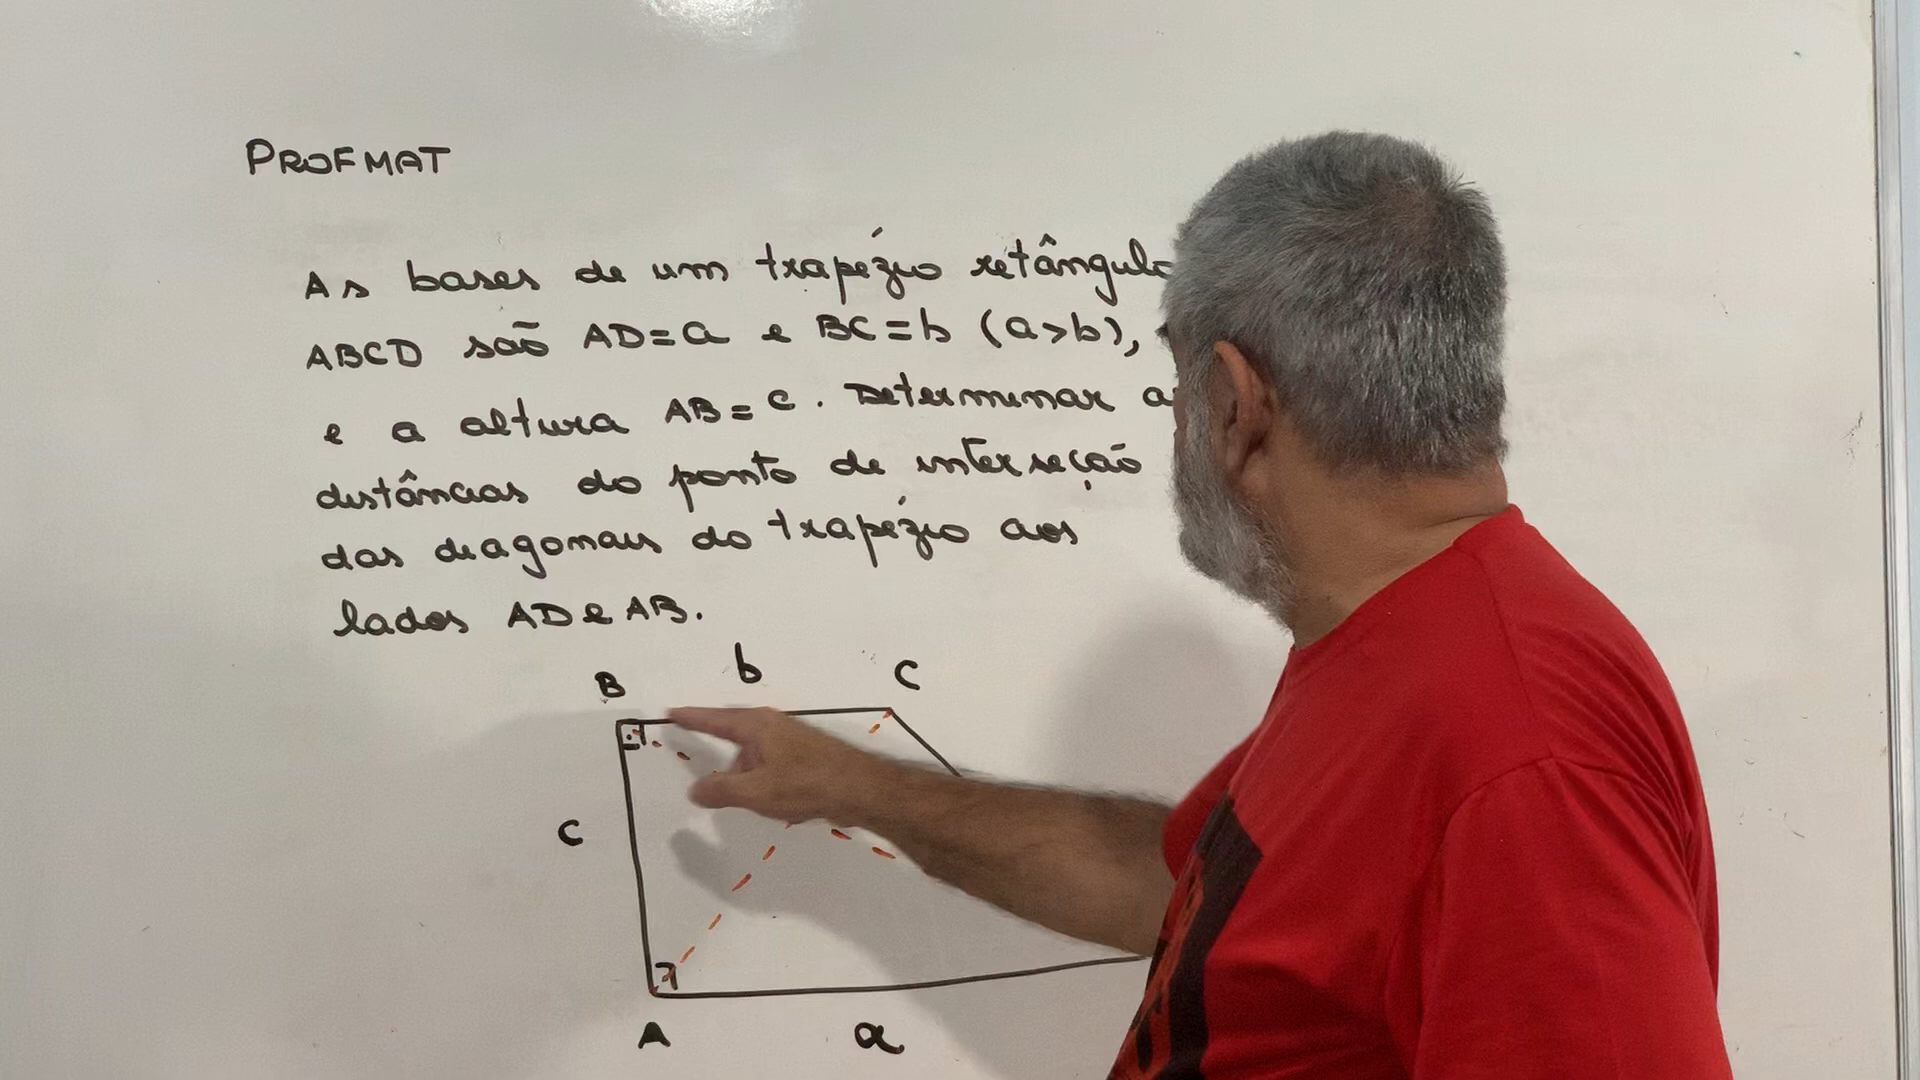 PROFMAT
As bases de um trapézio retângulo
ABCD são AD=a e BC=b (a>b),
e a altura AB=c. Determinar as
distâncias do ponto de interseção
das diagonais do trapézio aos
lados AD e AB.
B b C
c
A a